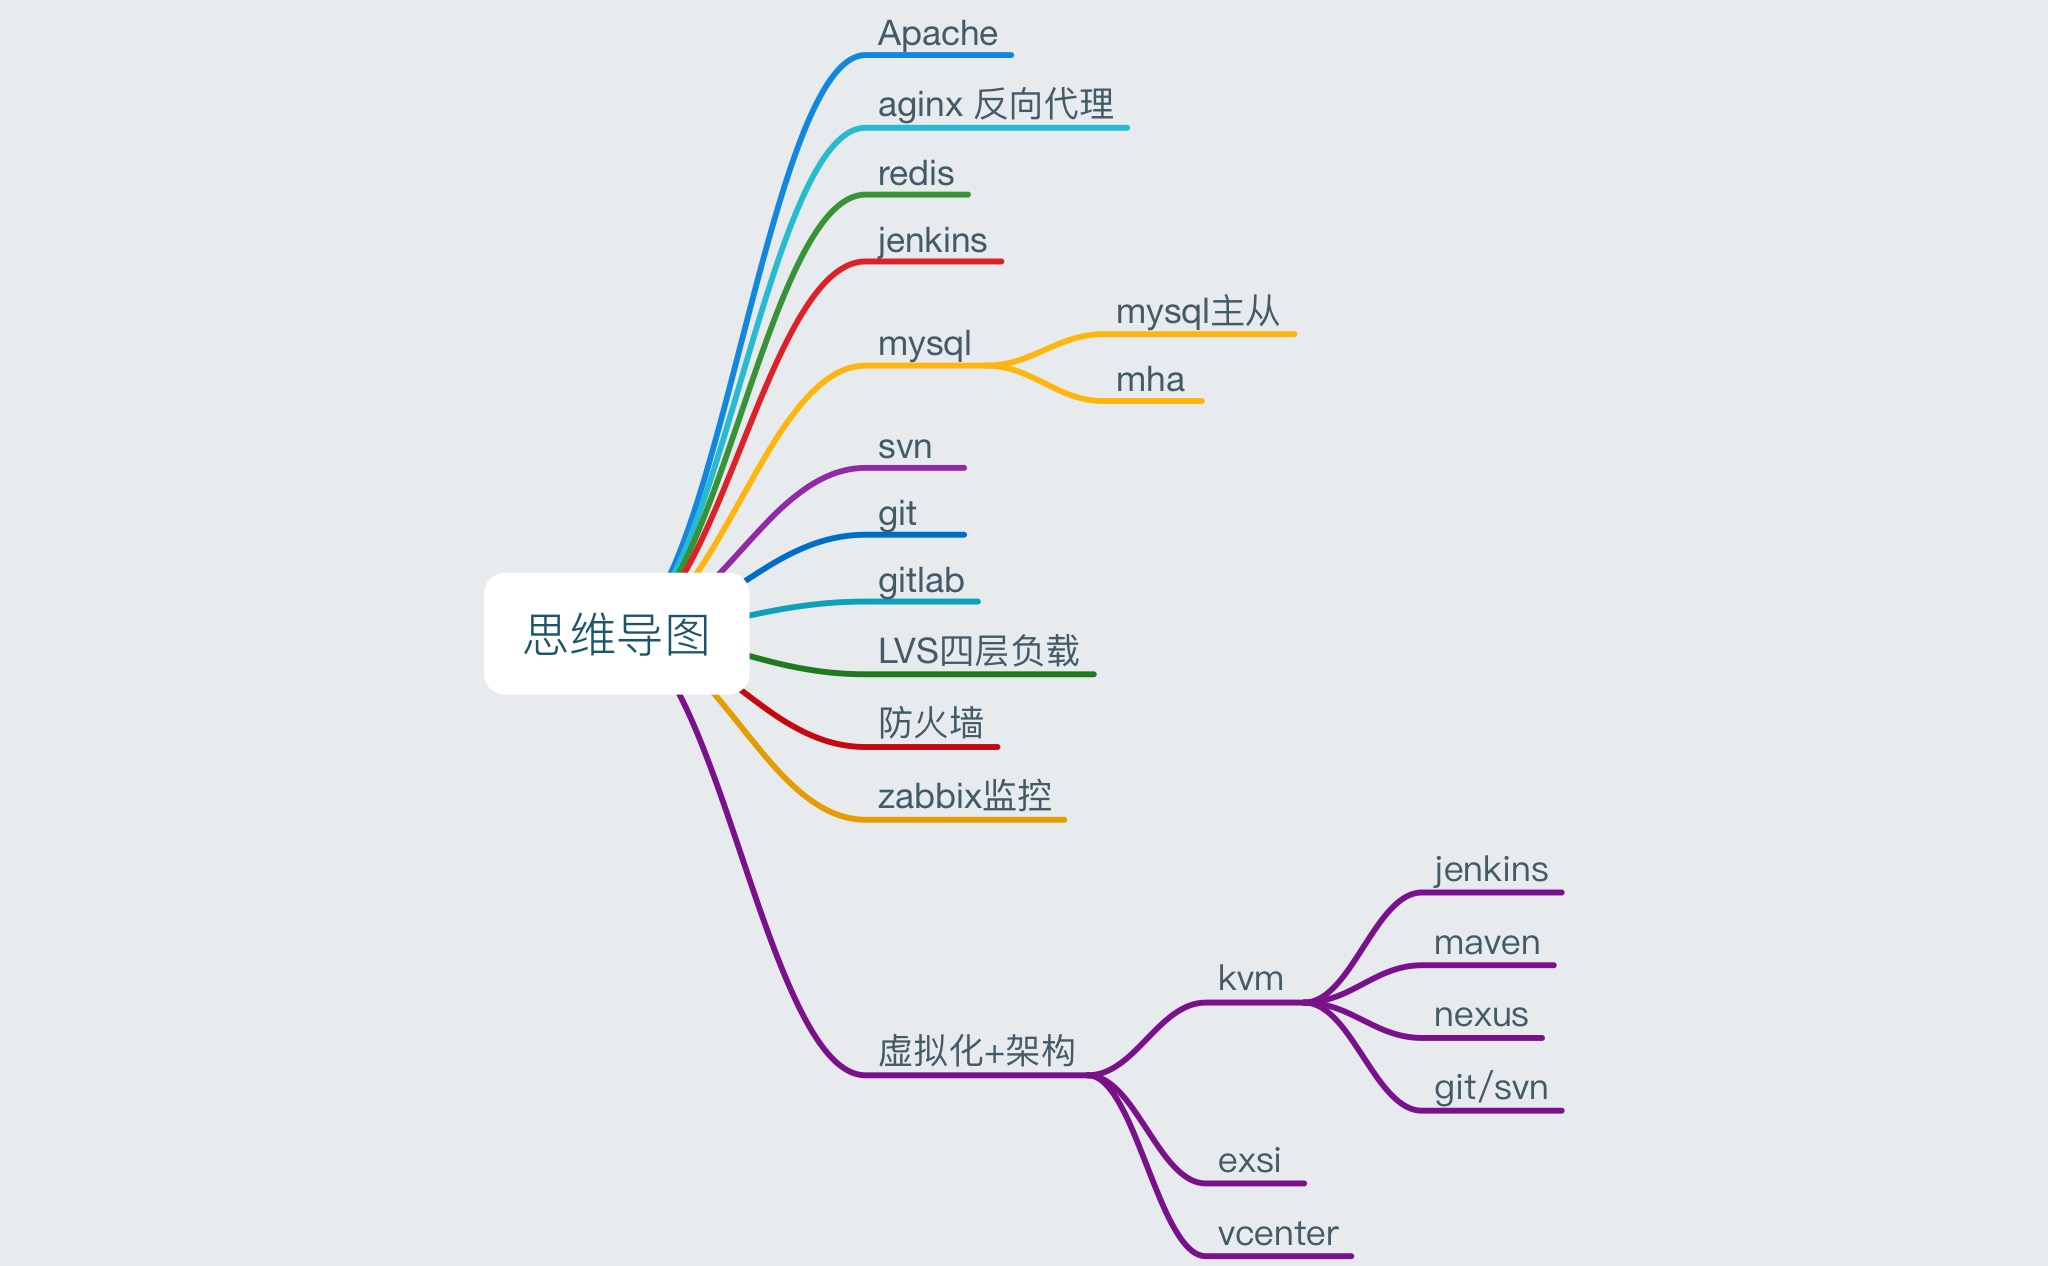 Apache
aginx 反向代理
redis
jenkins
mysql
mysql主从
mha
svn
git
gitlab
思维导图
LVS四层负载
防火墙
zabbix监控
虚拟化+架构
kvm
jenkins
maven
nexus
git/svn
exsi
vcenter